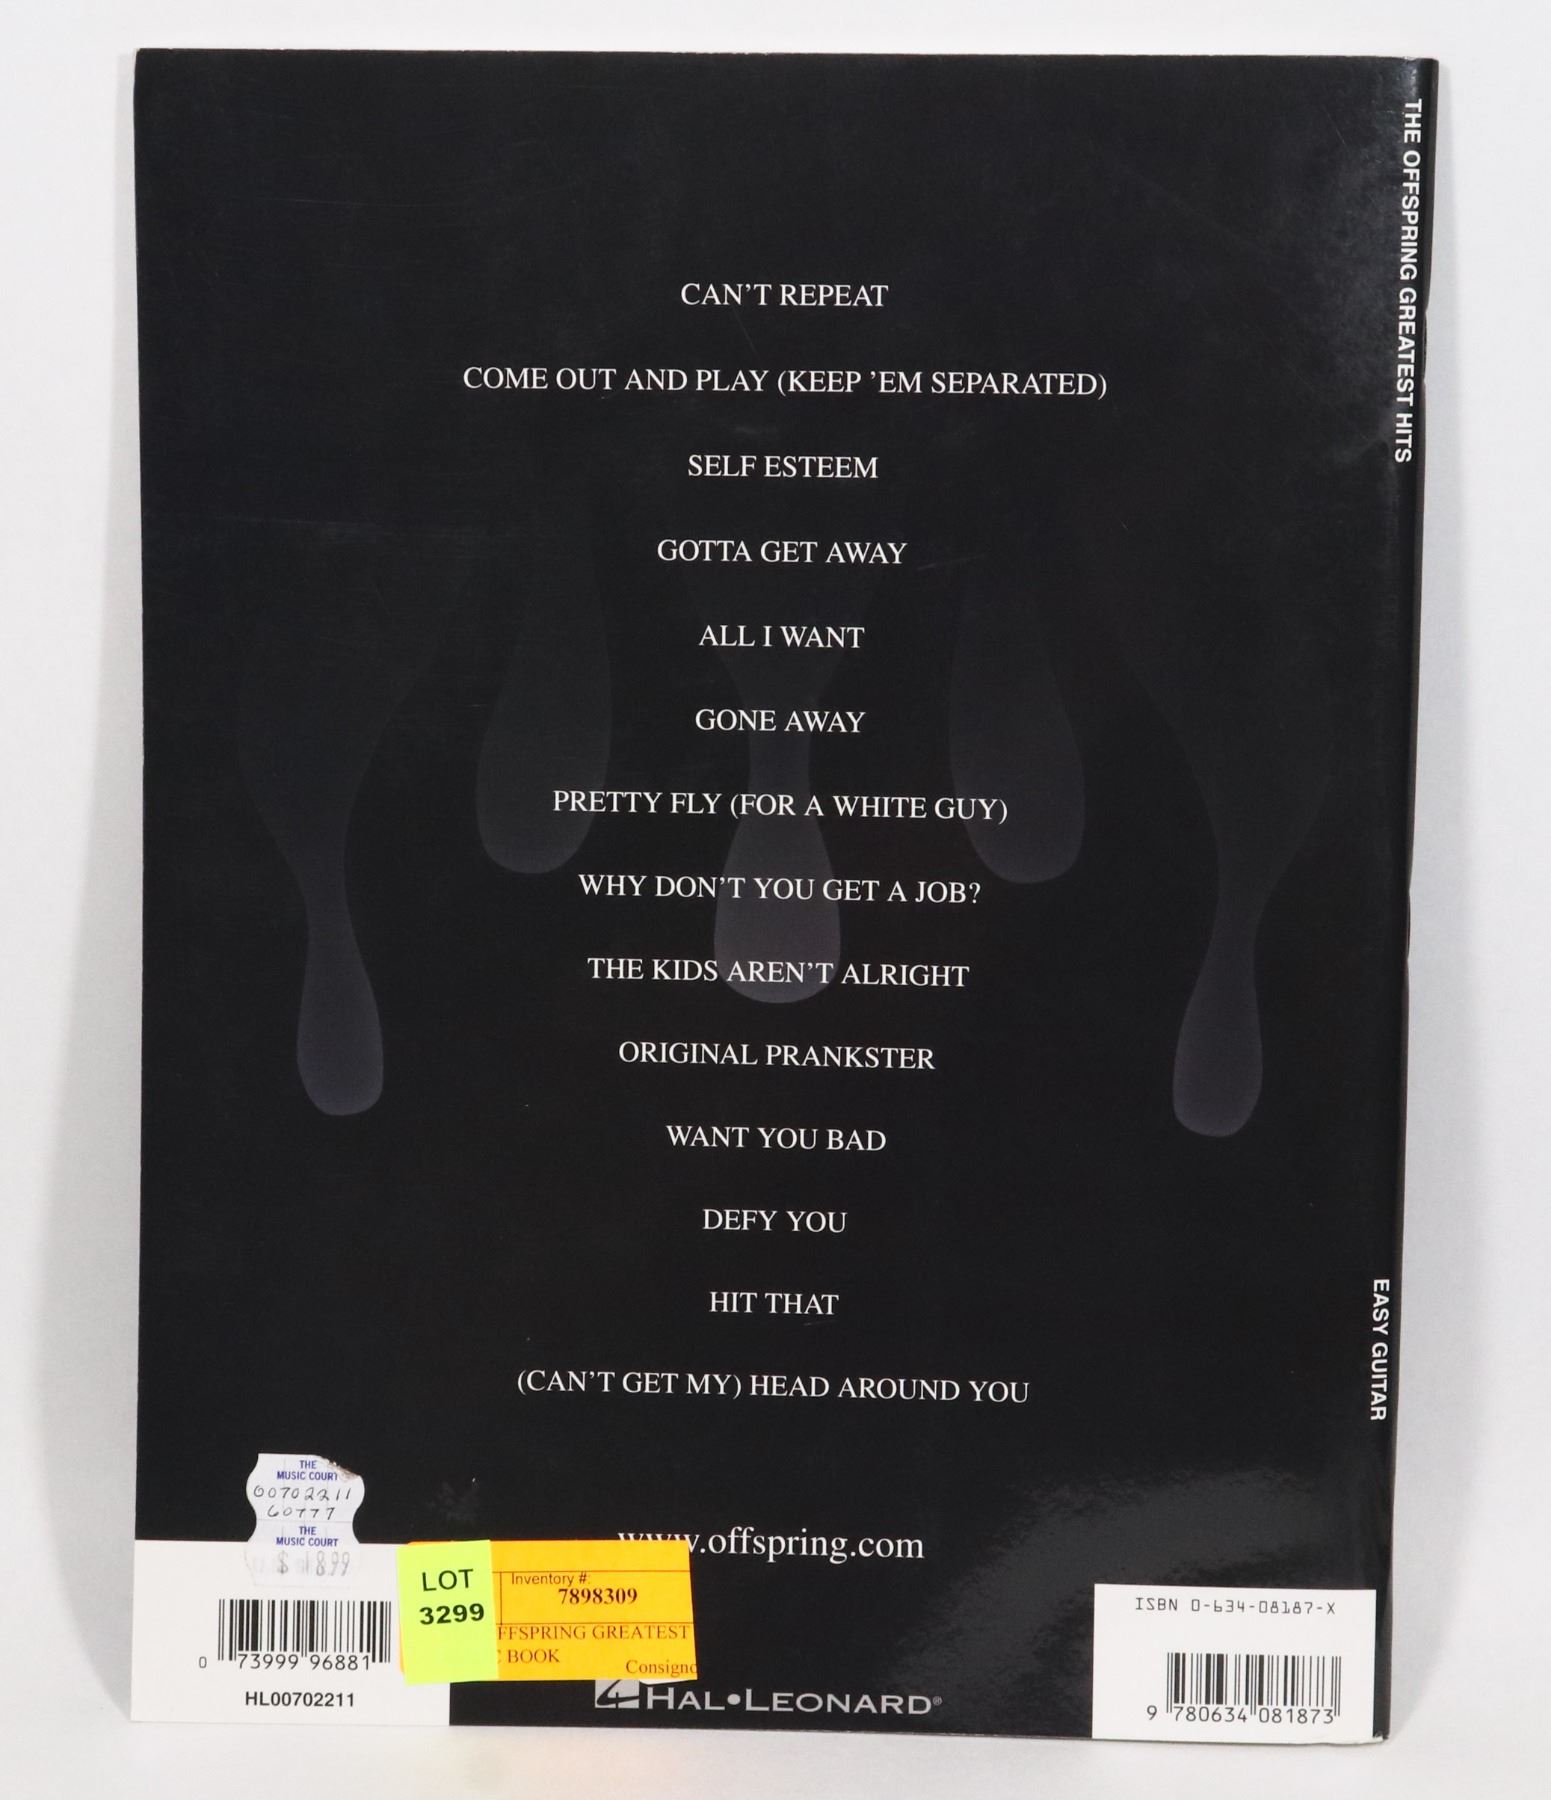 THE OFFSPRING GREATEST HITS
EASY GUITAR
CAN'T REPEAT
COME OUT AND PLAY (KEEP 'EM SEPARATED)
SELF ESTEEM
GOTTA GET AWAY
ALL I WANT
GONE AWAY
PRETTY FLY (FOR A WHITE GUY)
WHY DON'T YOU GET A JOB?
THE KIDS AREN'T ALRIGHT
ORIGINAL PRANKSTER
WANT YOU BAD
DEFY YOU
HIT THAT
(CAN'T GET MY) HEAD AROUND YOU
www.offspring.com
THE
MUSIC COURT
00702211
60777
THE
MUSIC COURT
$ 1899
0 73999 96881
HL00702211
LOT
3299
Inventory #:
7898309
FFSPRING GREATEST
BOOK
Consigno
HAL•LEONARD®
ISBN 0-634-08187-X
9 780634 081873